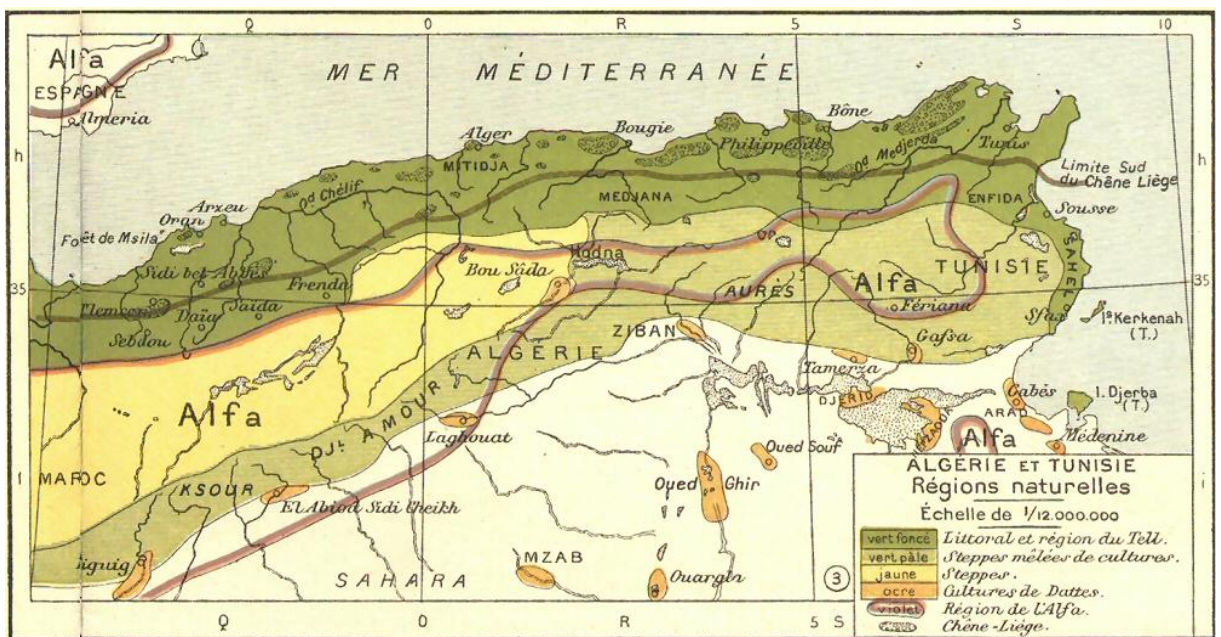 Q O R 5 S 10
Alfa
ESPAGNE
Almeria
MER MÉDITERRANÉE
h
h
Alger
Bougie
Bône
Philippeville
Od Medjerda
Tunis
MITIDJA
Od Chélif
MEDJANA
ENFIDA
Limite Sud
du Chêne Liège
Arzeu
Oran
Forêt de Msila
Sousse
Sidi bel Abbès
Hodna
Bou Sâda
SAHEL
TUNISIE
35
35
Tlemcen
Daïa
Saïda
Frenda
AURÈS
Alfa
Fériana
Sfax
Is Kerkenah
(T.)
Sebdou
ZIBAN
ALGÉRIE
Gafsa
Tamerza
DJERID
Gabès
I. Djerba
(T.)
ARAD
Alfa
DJt AMOUR
Laghouat
Oued Souf
Médenine
MAROC
i
i
KSOUR
El Abiod Sidi Cheikh
Oued Ghir
Figuig
SAHARA
MZAB
Ouargla
ALGÉRIE ET TUNISIE
Régions naturelles
Échelle de 1/12.000.000
vert foncé Littoral et région du Tell.
vert pâle Steppes mêlées de cultures.
jaune Steppes.
ocre Cultures de Dattes.
violet Région de l'Alfa.
Chêne-Liège.
3
Q O R 5 S